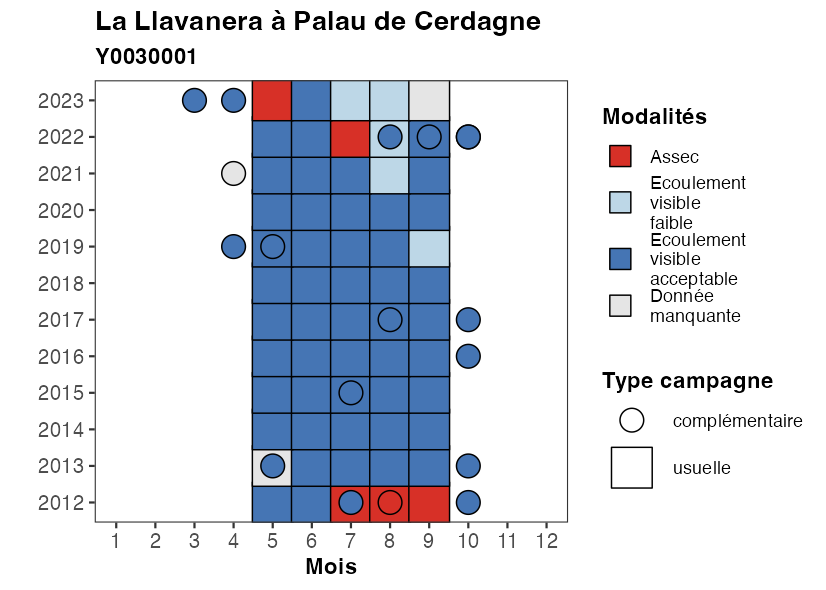 La Llavanera à Palau de Cerdagne
Y0030001
2023
2022
2021
2020
2019
2018
2017
2016
2015
2014
2013
2012
1 2 3 4 5 6 7 8 9 10 11 12
Mois
Modalités
Assec
Ecoulement
visible
faible
Ecoulement
visible
acceptable
Donnée
manquante
Type campagne
complémentaire
usuelle